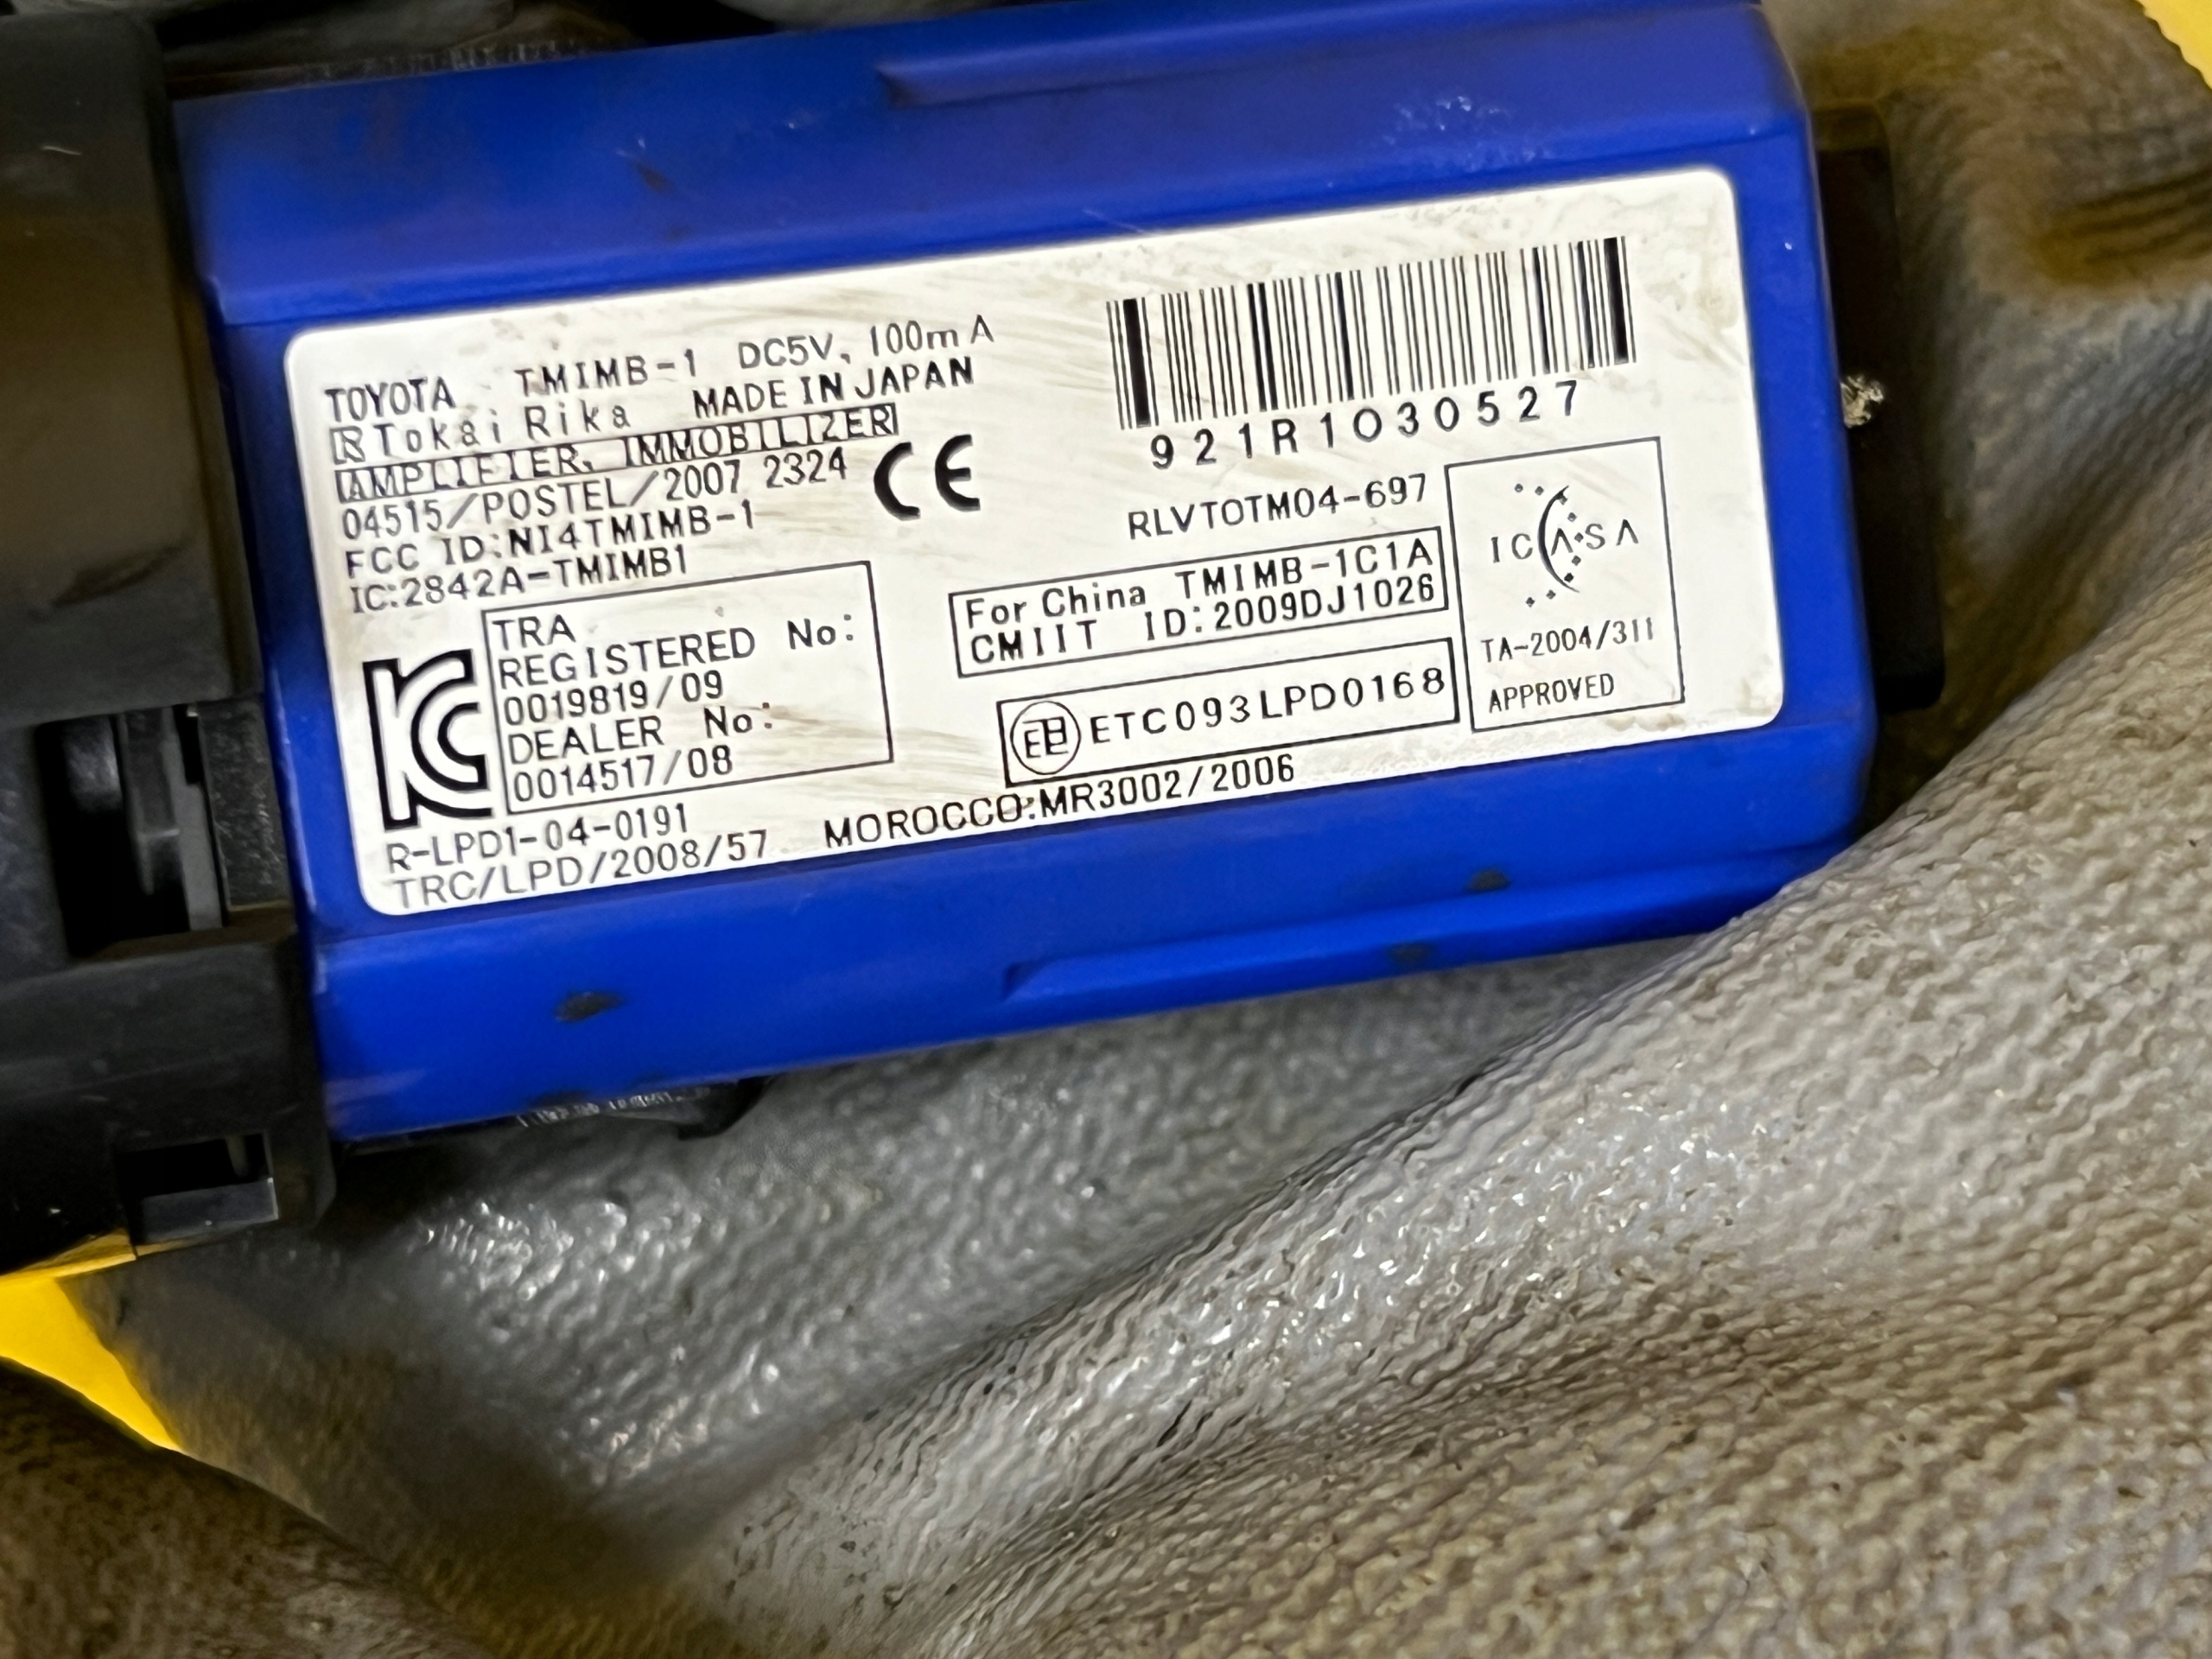 TOYOTA TMIMB-1 DC5V, 100mA
Tokai Rika MADE IN JAPAN
AMPLIFIER, IMMOBILIZER
04515/POSTEL/2007 2324
FCC ID:NI4TMIMB-1
IC:2842A-TMIMB1
CE
TRA
REGISTERED No:
0019819/09
DEALER No:
0014517/08
R-LPD1-04-0191
TRC/LPD/2008/57
MOROCCO:MR3002/2006
921R1030527
RLVTOTM04-697
For China TMIMB-1C1A
CMIIT ID:2009DJ1026
ETC093LPD0168
ICASA
TA-2004/311
APPROVED